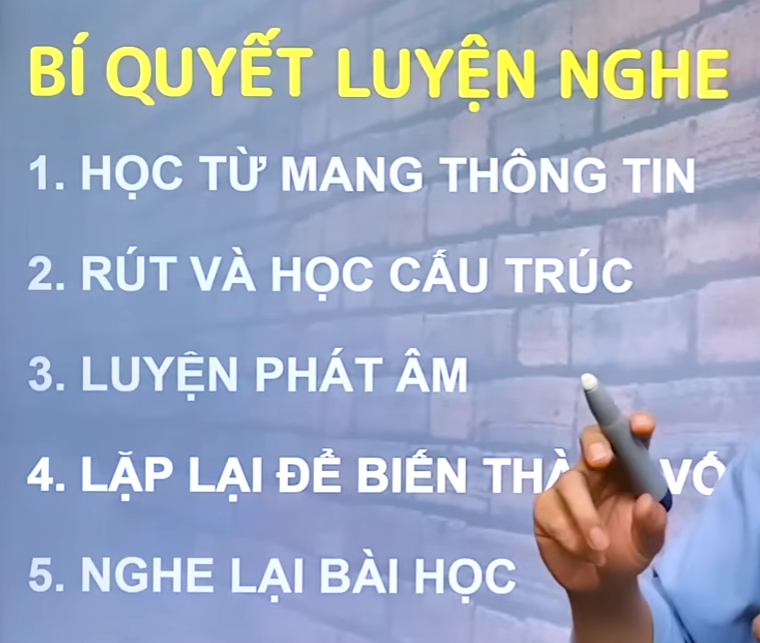 BÍ QUYẾT LUYỆN NGHE
1. HỌC TỪ MANG THÔNG TIN
2. RÚT VÀ HỌC CẤU TRÚC
3. LUYỆN PHÁT ÂM
4. LẶP LẠI ĐỂ BIẾN
5. NGHE LẠI BÀI HỌC